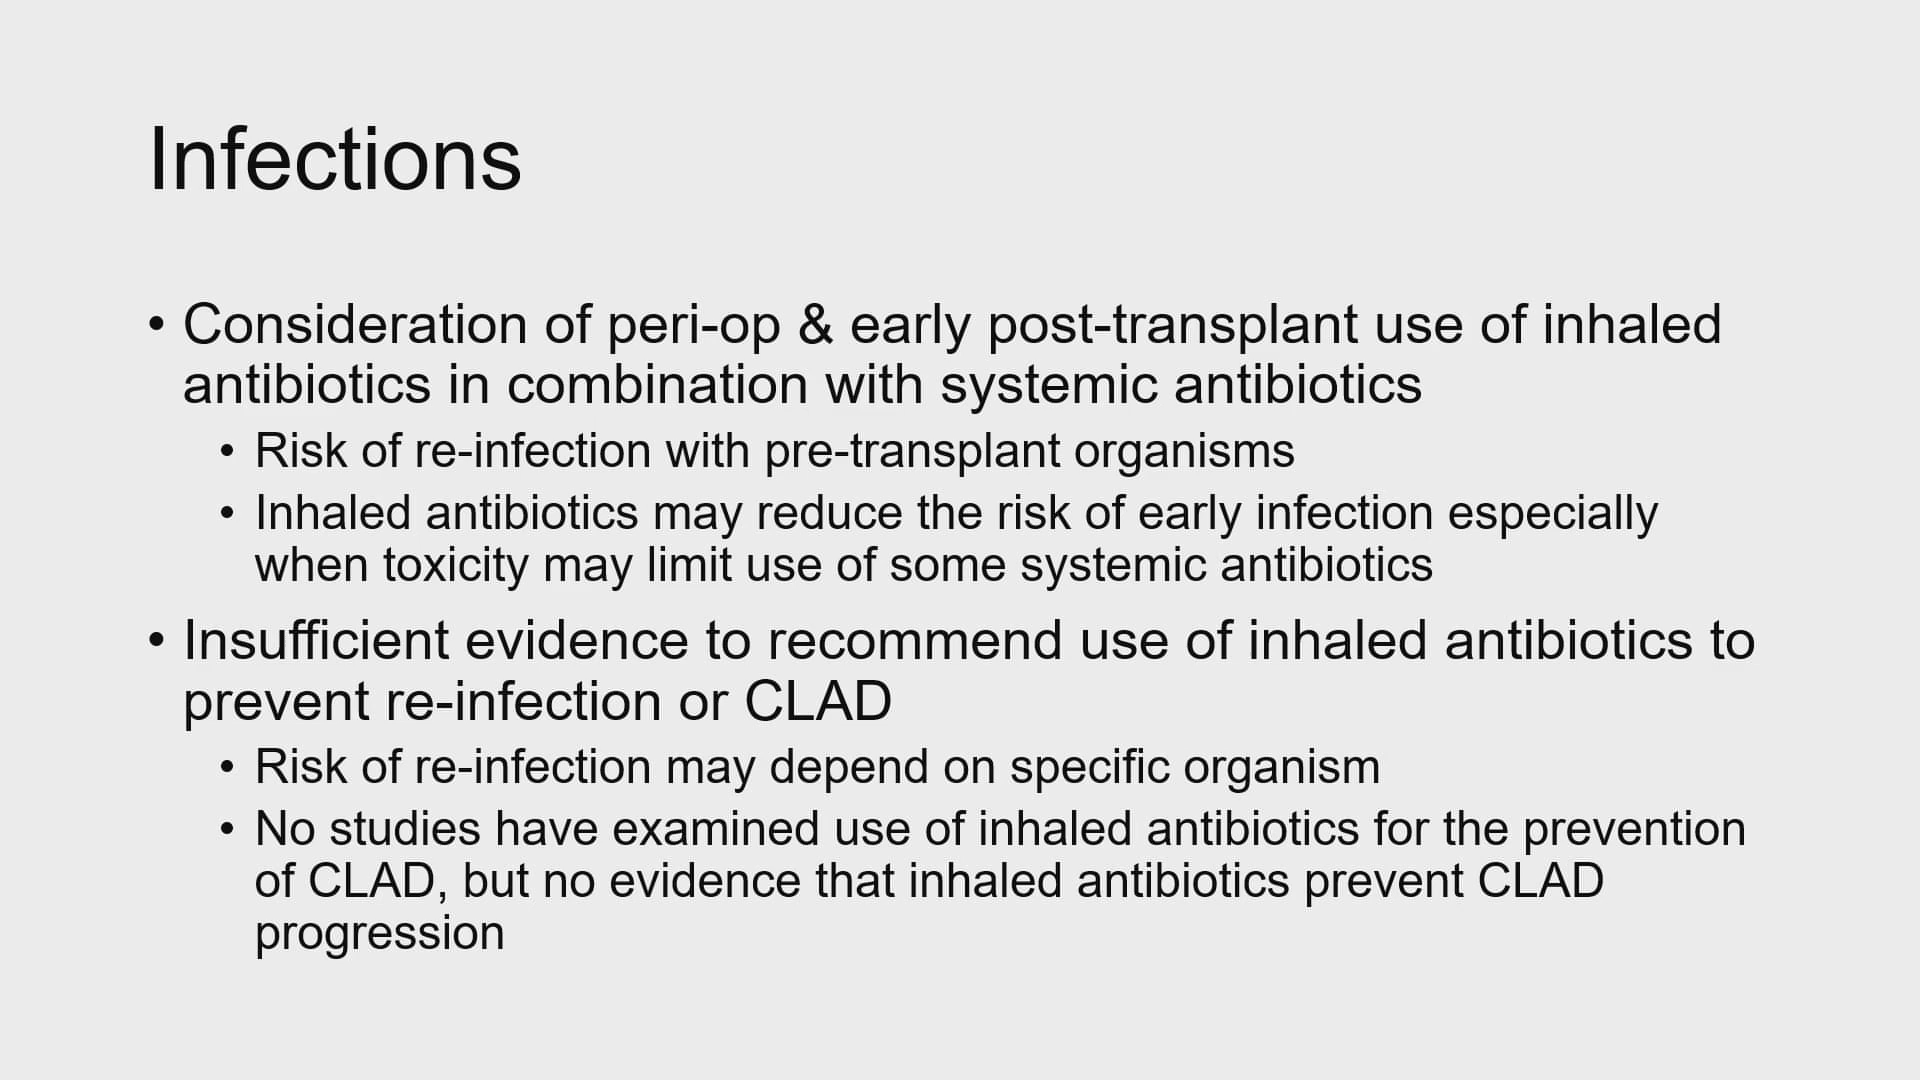 Infections
• Consideration of peri-op & early post-transplant use of inhaled
antibiotics in combination with systemic antibiotics
• Risk of re-infection with pre-transplant organisms
• Inhaled antibiotics may reduce the risk of early infection especially
when toxicity may limit use of some systemic antibiotics
• Insufficient evidence to recommend use of inhaled antibiotics to
prevent re-infection or CLAD
• Risk of re-infection may depend on specific organism
• No studies have examined use of inhaled antibiotics for the prevention
of CLAD, but no evidence that inhaled antibiotics prevent CLAD
progression